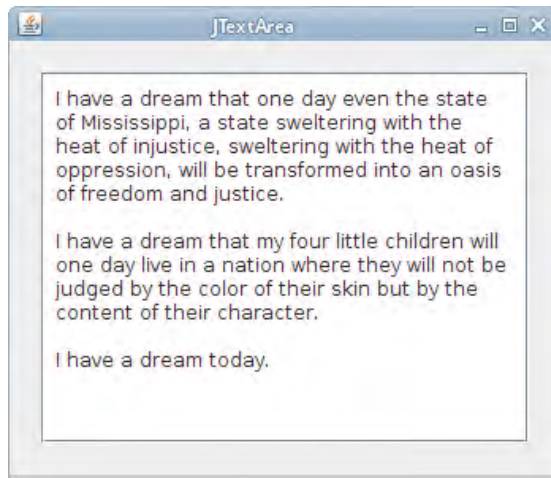 JTextArea
I have a dream that one day even the state
of Mississippi, a state sweltering with the
heat of injustice, sweltering with the heat of
oppression, will be transformed into an oasis
of freedom and justice.
I have a dream that my four little children will
one day live in a nation where they will not be
judged by the color of their skin but by the
content of their character.
I have a dream today.